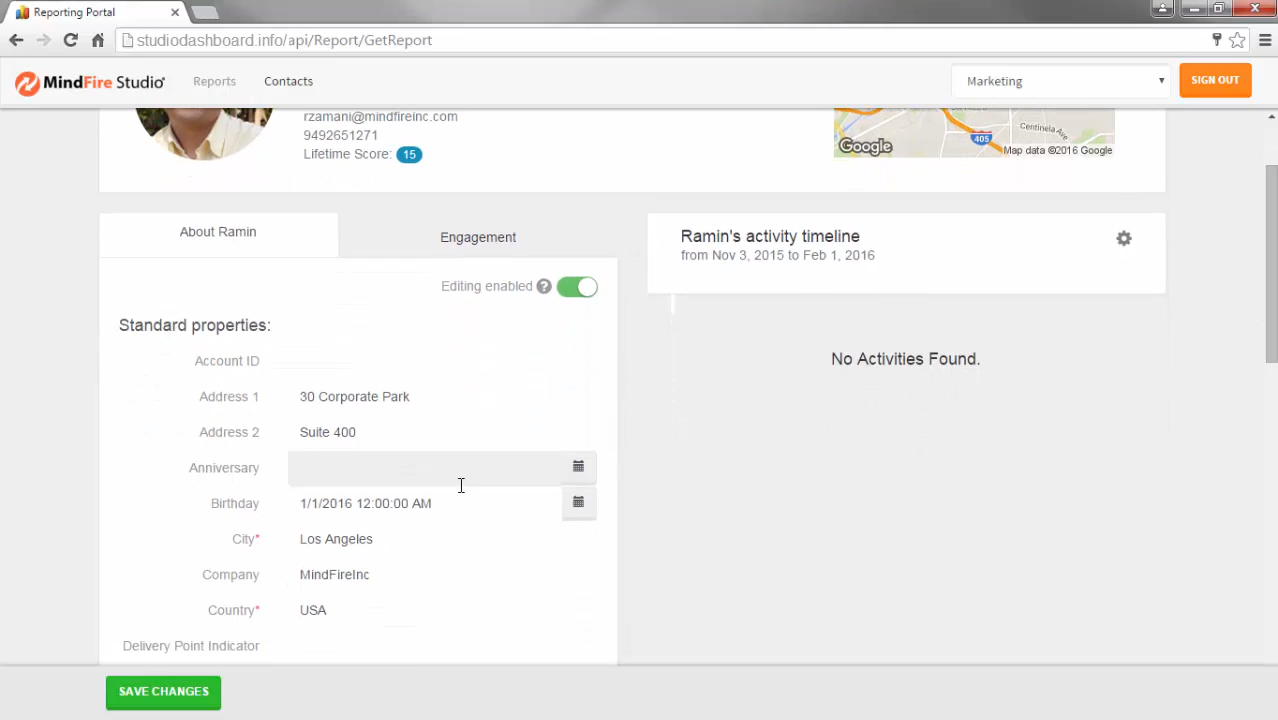 Reporting Portal
studiodashboard.info/api/Report/GetReport
MindFire Studio
Reports
Contacts
Marketing
SIGN OUT
rzamani@mindfireinc.com
9492651271
Lifetime Score: 15
Centinela Ave
405
Google
Map data ©2016 Google
About Ramin
Engagement
Ramin's activity timeline
from Nov 3, 2015 to Feb 1, 2016
Editing enabled ?
Standard properties:
No Activities Found.
Account ID
Address 1 30 Corporate Park
Address 2 Suite 400
Anniversary
Birthday 1/1/2016 12:00:00 AM
City* Los Angeles
Company MindFireInc
Country* USA
Delivery Point Indicator
SAVE CHANGES